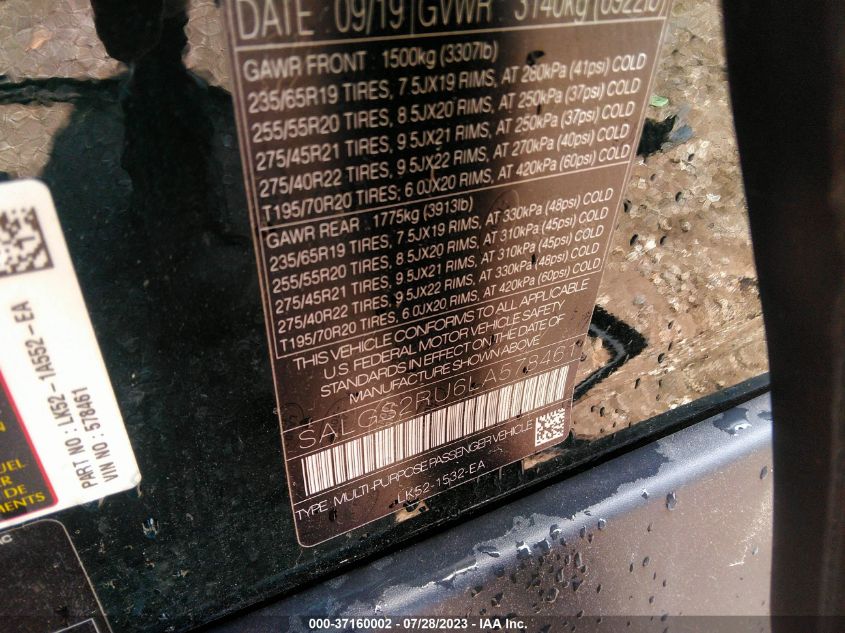 DATE 09/19 GVWR 3140kg (6922lb)
GAWR FRONT 1500kg (3307lb)
235/65R19 TIRES, 7.5JX19 RIMS, AT 280kPa (41psi) COLD
255/55R20 TIRES, 8.5JX20 RIMS, AT 250kPa (37psi) COLD
275/45R21 TIRES, 9.5JX21 RIMS, AT 250kPa (37psi) COLD
275/40R22 TIRES, 9.5JX22 RIMS, AT 270kPa (40psi) COLD
T195/70R20 TIRES, 6.0JX20 RIMS, AT 420kPa (60psi) COLD
GAWR REAR 1775kg (3913lb)
235/65R19 TIRES, 7.5JX19 RIMS, AT 330kPa (48psi) COLD
255/55R20 TIRES, 8.5JX20 RIMS, AT 310kPa (45psi) COLD
275/45R21 TIRES, 9.5JX21 RIMS, AT 310kPa (45psi) COLD
275/40R22 TIRES, 9.5JX22 RIMS, AT 330kPa (48psi) COLD
T195/70R20 TIRES, 6.0JX20 RIMS, AT 420kPa (60psi) COLD
THIS VEHICLE CONFORMS TO ALL APPLICABLE
U.S. FEDERAL MOTOR VEHICLE SAFETY
STANDARDS IN EFFECT ON THE DATE OF
MANUFACTURE SHOWN ABOVE
SALGS2RU6LA578461
TYPE MULTI-PURPOSE PASSENGER VEHICLE
LK52-1532-EA
PART NO.: LK52-1A552-EA
VIN NO: 578461
DE
000-37160002 - 07/28/2023 - IAA Inc.